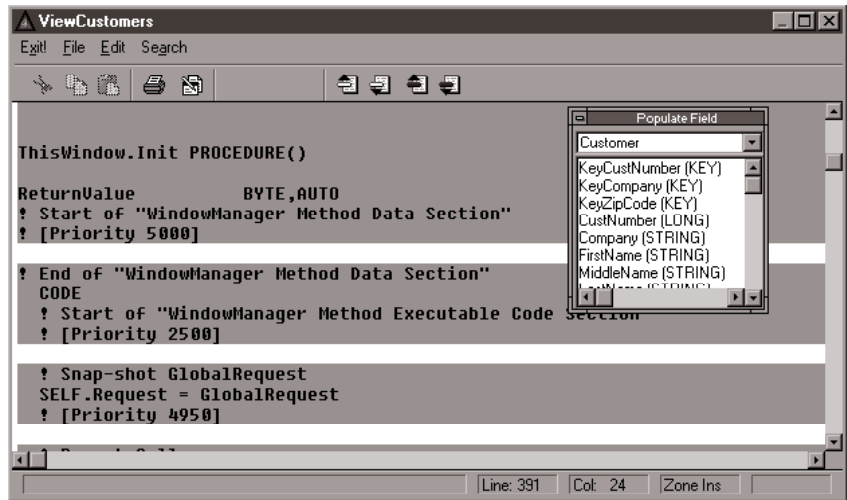 ViewCustomers
Exit! File Edit Search
Populate Field
Customer
KeyCustNumber (KEY)
KeyCompany (KEY)
KeyZipCode (KEY)
CustNumber (LONG)
Company (STRING)
FirstName (STRING)
MiddleName (STRING)
ThisWindow.Init PROCEDURE()
ReturnValue BYTE,AUTO
! Start of "WindowManager Method Data Section"
! [Priority 5000]
! End of "WindowManager Method Data Section"
CODE
! Start of "WindowManager Method Executable Code Section"
! [Priority 2500]
! Snap-shot GlobalRequest
SELF.Request = GlobalRequest
! [Priority 4950]
Line: 391 Col: 24 Zone Ins